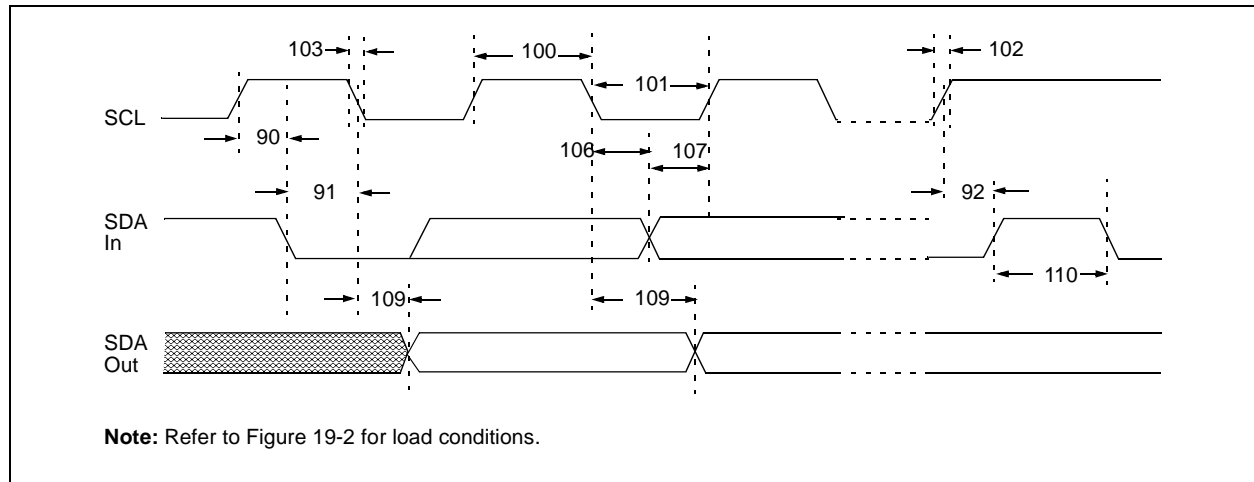 103
100
102
101
SCL
90
106
107
91
92
SDA
In
110
109
109
SDA
Out
Note: Refer to Figure 19-2 for load conditions.